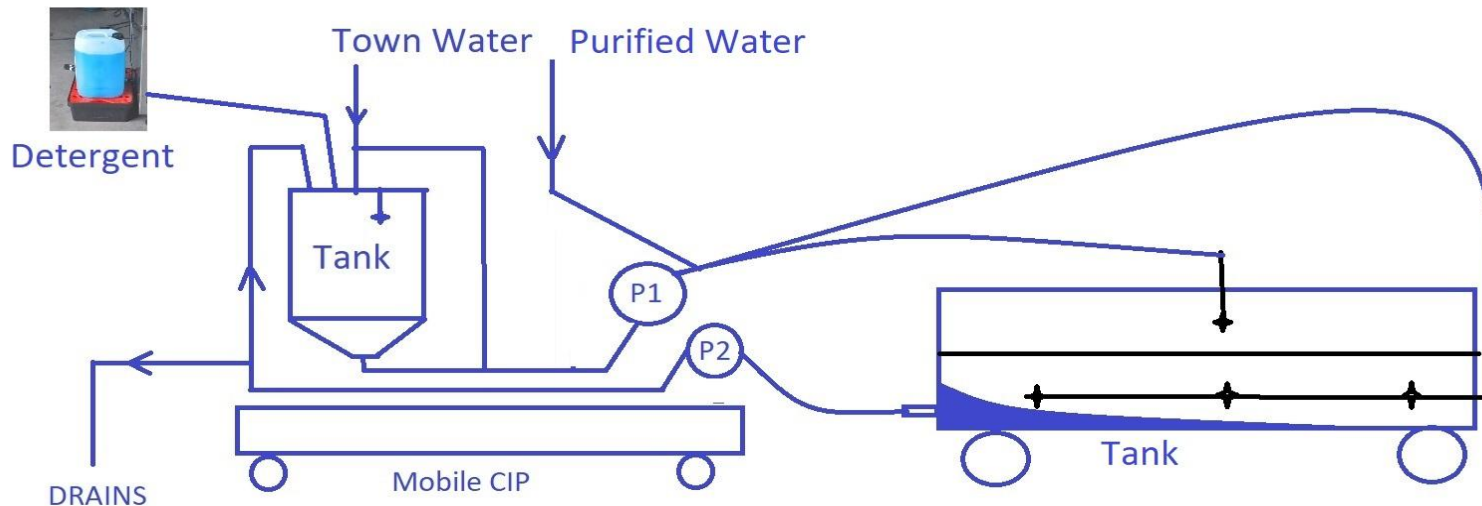 Town Water
Purified Water
Detergent
Tank
P1
P2
Tank
Mobile CIP
DRAINS